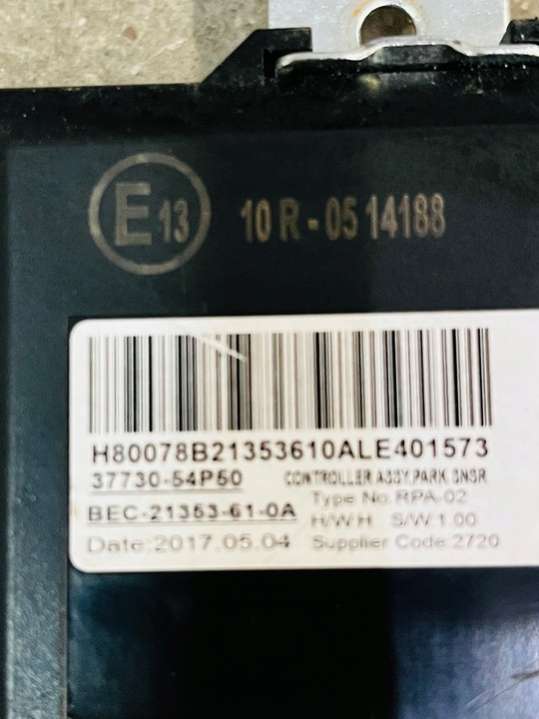 E13 10 R - 05 14188
H80078B21353610ALE401573
37730-54P50 CONTROLLER ASSY,PARK SNSR
BEC-21353-61-0A Type No.:RPA-02
H/W:H S/W:1.00
Date:2017.05.04 Supplier Code:2720